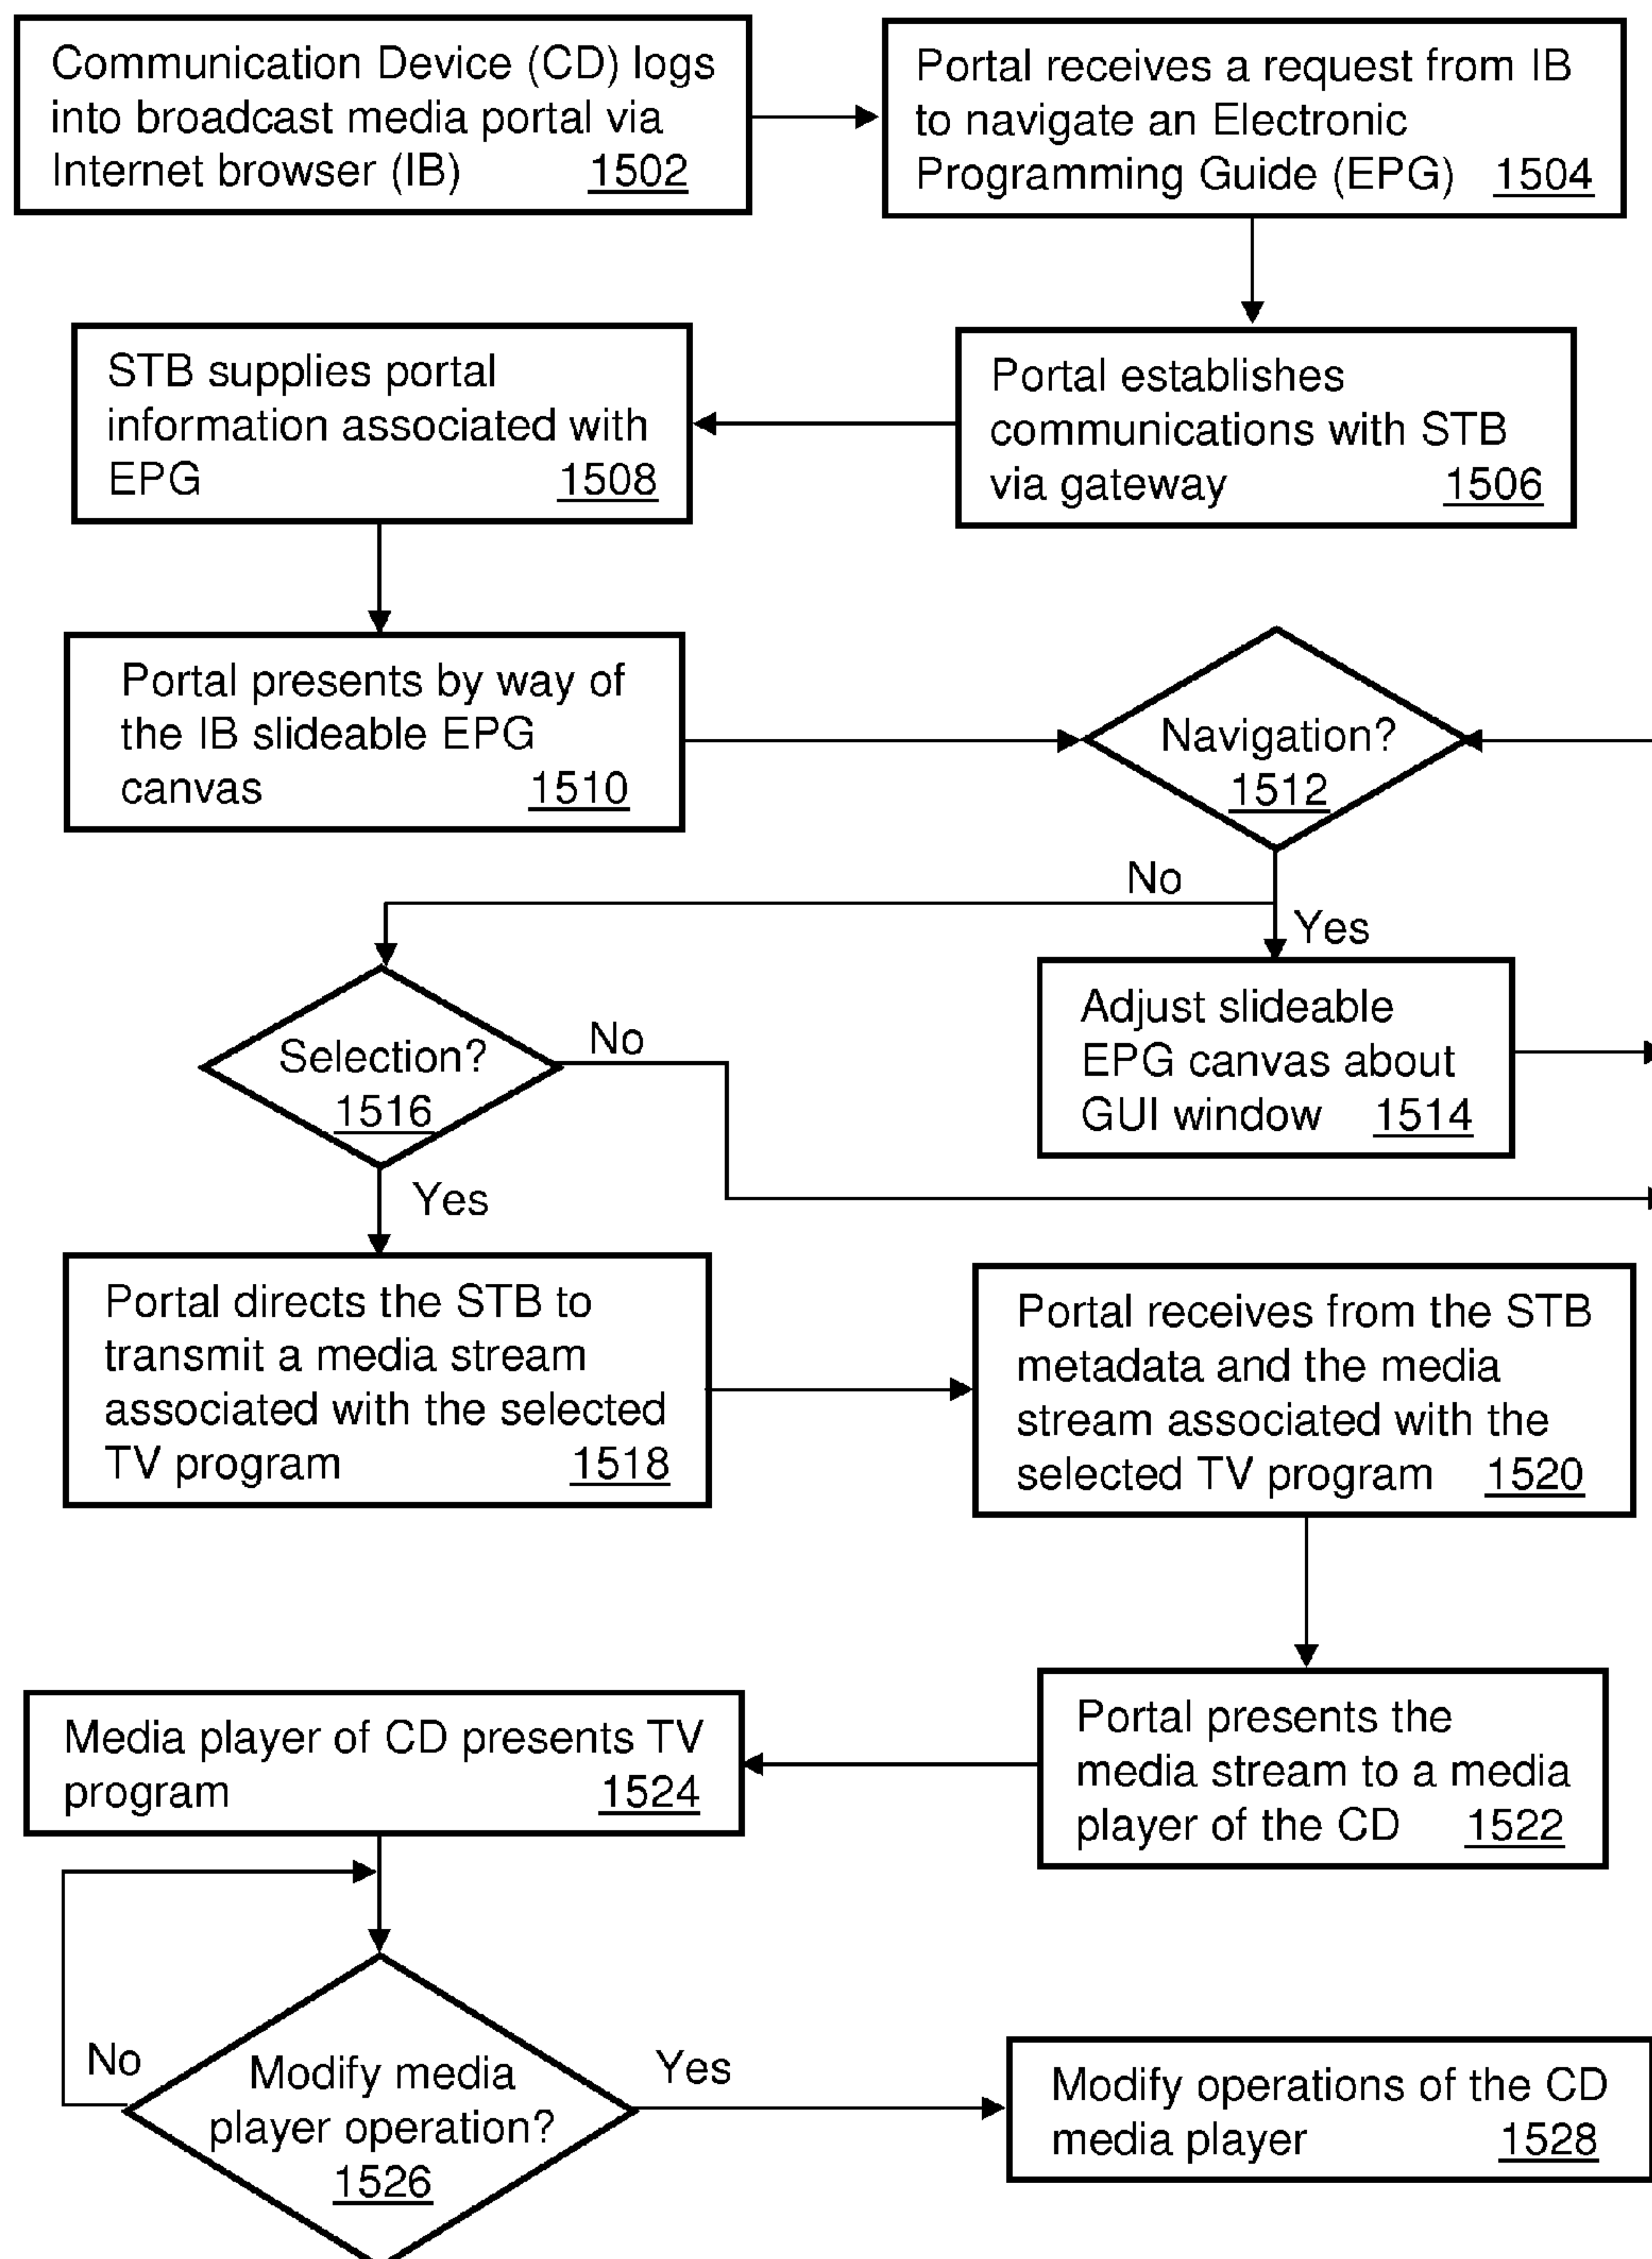 Communication Device (CD) logs
into broadcast media portal via
Internet browser (IB) 1502
Portal receives a request from IB
to navigate an Electronic
Programming Guide (EPG) 1504
STB supplies portal
information associated with
EPG 1508
Portal establishes
communications with STB
via gateway 1506
Portal presents by way of
the IB slideable EPG
canvas 1510
Navigation?
1512
No
Yes
Selection?
1516
No
Adjust slideable
EPG canvas about
GUI window 1514
Yes
Portal directs the STB to
transmit a media stream
associated with the selected
TV program 1518
Portal receives from the STB
metadata and the media
stream associated with the
selected TV program 1520
Media player of CD presents TV
program 1524
Portal presents the
media stream to a media
player of the CD 1522
No
Modify media
player operation?
1526
Yes
Modify operations of the CD
media player 1528